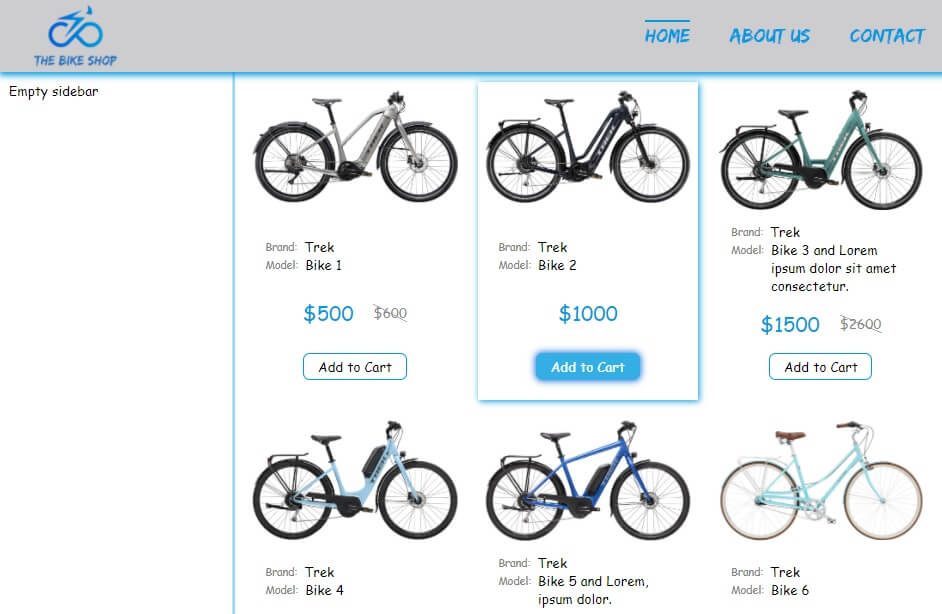 THE BIKE SHOP
HOME
ABOUT US
CONTACT
Empty sidebar
Brand: Trek
Model: Bike 1
$500 $600
Add to Cart
Brand: Trek
Model: Bike 2
$1000
Add to Cart
Brand: Trek
Model: Bike 3 and Lorem
ipsum dolor sit amet
consectetur.
$1500 $2600
Add to Cart
Brand: Trek
Model: Bike 4
Brand: Trek
Model: Bike 5 and Lorem,
ipsum dolor.
Brand: Trek
Model: Bike 6